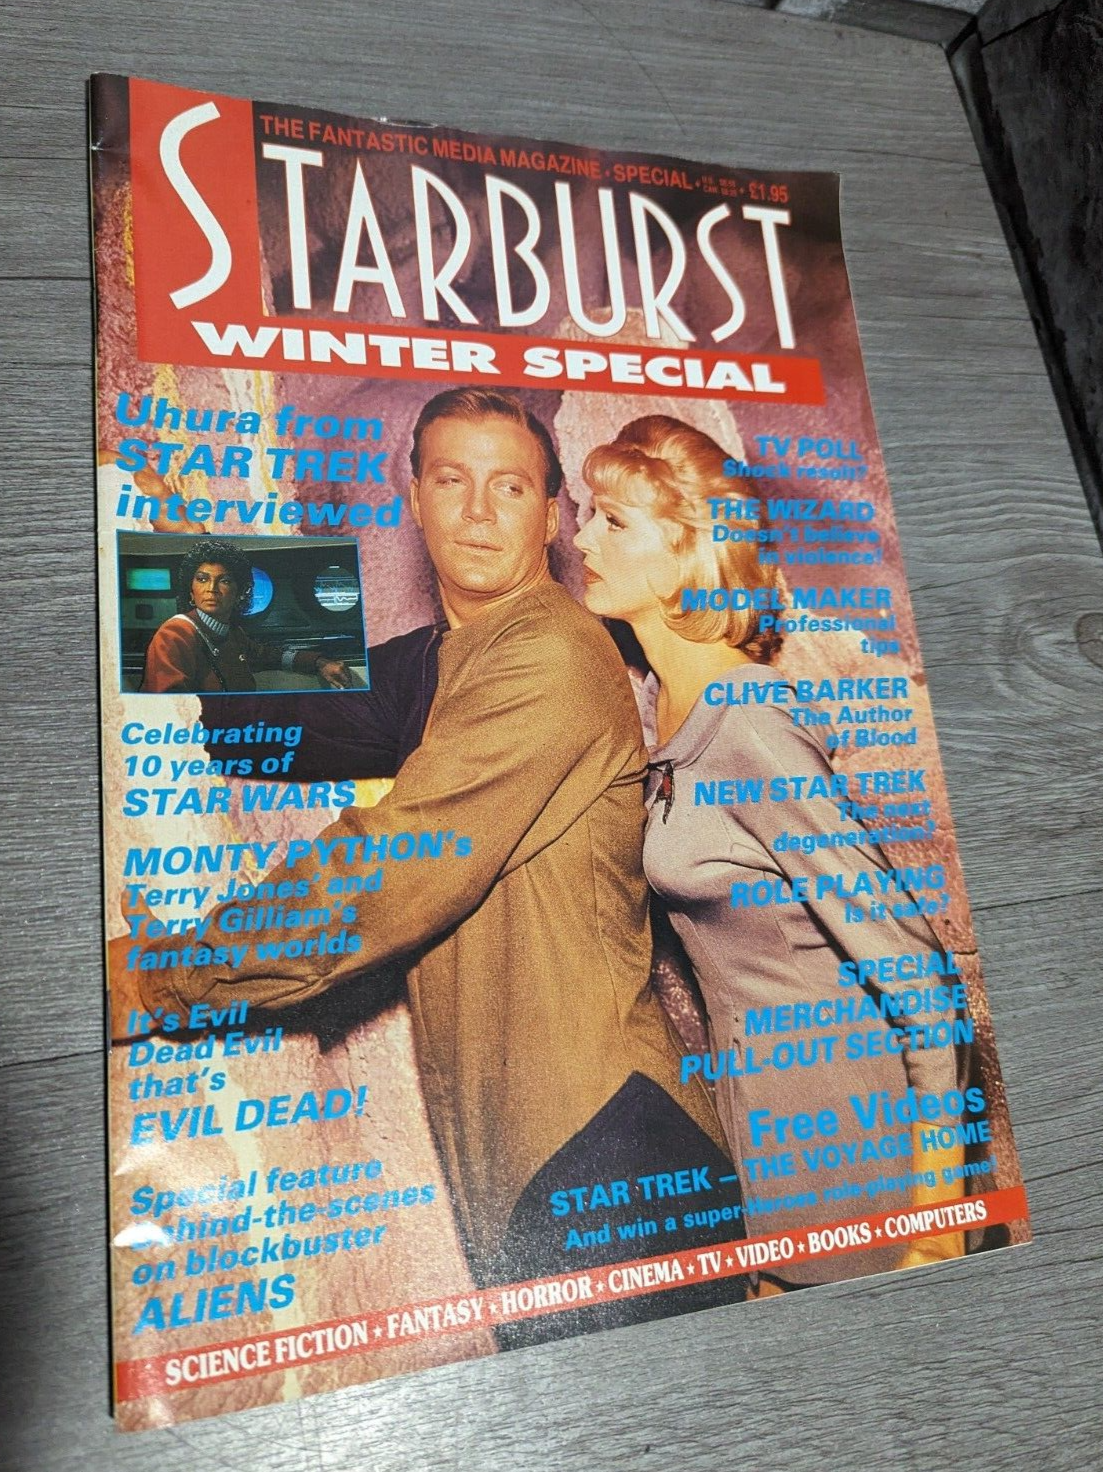 THE FANTASTIC MEDIA MAGAZINE • SPECIAL • £1.95
STARBURST
WINTER SPECIAL
Uhura from
STAR TREK
interviewed
Celebrating
10 years of
STAR WARS
MONTY PYTHON's
Terry Jones' and
Terry Gilliam's
fantasy worlds
It's Evil
Dead Evil
that's
EVIL DEAD!
Special feature
behind-the-scenes
on blockbuster
ALIENS
TV POLL
Shock result?
THE WIZARD
Doesn't believe
in violence!
MODEL MAKER
Professional
tips
CLIVE BARKER
The Author
of Blood
NEW STAR TREK
The next
degeneration?
ROLE PLAYING
Is it safe?
SPECIAL
MERCHANDISE
PULL-OUT SECTION
Free Videos
STAR TREK – THE VOYAGE HOME
And win a super-heroes role-playing game!
SCIENCE FICTION ★ FANTASY ★ HORROR ★ CINEMA ★ TV ★ VIDEO ★ BOOKS ★ COMPUTERS